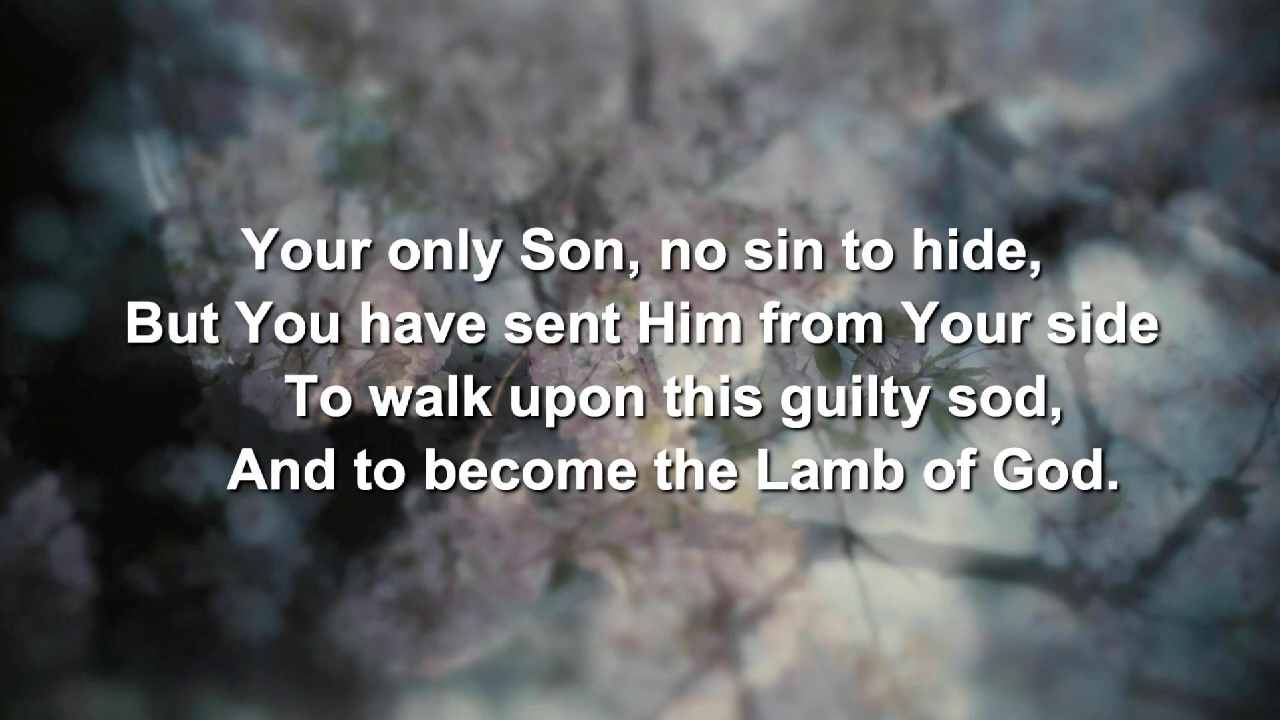 Your only Son, no sin to hide,
But You have sent Him from Your side
To walk upon this guilty sod,
And to become the Lamb of God.